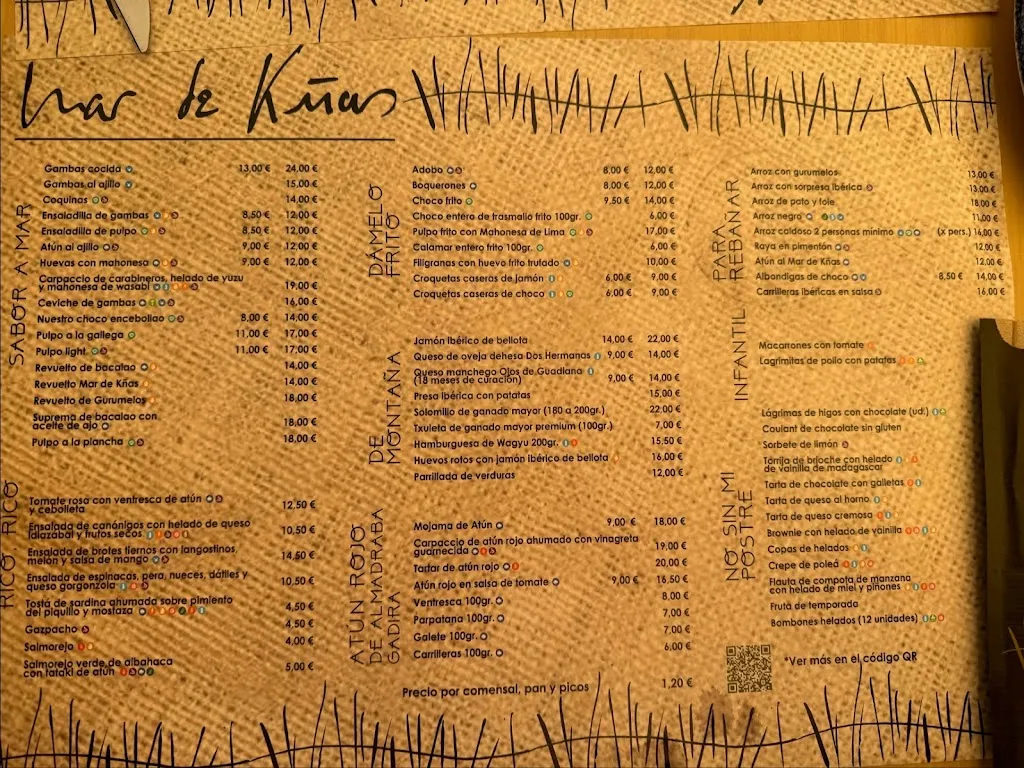 Mar de Kñas
SABOR A MAR
Gambas cocida 13,00 € 24,00 €
Gambas al ajillo 15,00 €
Coquinas 14,00 €
Ensaladilla de gambas 8,50 € 12,00 €
Ensaladilla de pulpo 8,50 € 12,00 €
Atún al ajillo 9,00 € 12,00 €
Huevas con mahonesa 9,00 € 12,00 €
Carpaccio de carabineros, helado de yuzu
y mahonesa de wasabi 19,00 €
Ceviche de gambas 16,00 €
Nuestro choco encebollao 8,00 € 14,00 €
Pulpo a la gallega 11,00 € 17,00 €
Pulpo light 11,00 € 17,00 €
Revuelto de bacalao 14,00 €
Revuelto Mar de Kñas 14,00 €
Revuelto de Gurumelos 18,00 €
Suprema de bacalao con
aceite de ajo 18,00 €
Pulpo a la plancha 18,00 €
RICO RICO
Tomate rosa con ventresca de atún
y cebolleta 12,50 €
Ensalada de canónigos con helado de queso
idiazabal y frutos secos 10,50 €
Ensalada de brotes tiernos con langostinos,
melón y salsa de mango 14,50 €
Ensalada de espinacas, pera, nueces, dátiles y
queso gorgonzola 10,50 €
Tosta de sardina ahumada sobre pimiento
del piquillo y mostaza 4,50 €
Gazpacho 4,50 €
Salmorejo 4,00 €
Salmorejo verde de albahaca
con tataki de atún 5,00 €
DAMELO
FRITO
Adobo 8,00 € 12,00 €
Boquerones 8,00 € 12,00 €
Choco frito 9,50 € 14,00 €
Choco entero de trasmallo frito 100gr. 6,00 €
Pulpo frito con Mahonesa de Lima 17,00 €
Calamar entero frito 100gr. 6,00 €
Filigranas con huevo frito trufado 10,00 €
Croquetas caseras de jamón 6,00 € 9,00 €
Croquetas caseras de choco 6,00 € 9,00 €
DE
MONTAÑA
Jamón ibérico de bellota 14,00 € 22,00 €
Queso de oveja dehesa Dos Hermanas 9,00 € 14,00 €
Queso manchego Ojos de Guadiana
(18 meses de curación) 9,00 € 14,00 €
Presa ibérica con patatas 15,00 €
Solomillo de ganado mayor (180 a 200gr.) 22,00 €
Txuleta de ganado mayor premium (100gr.) 7,00 €
Hamburguesa de Wagyu 200gr. 15,50 €
Huevos rotos con jamón ibérico de bellota 16,00 €
Parrillada de verduras 12,00 €
ATÚN ROJO
DE ALMADRABA
GADIRA
Mojama de Atún 9,00 € 18,00 €
Carpaccio de atún rojo ahumado con vinagreta
guarnecida 19,00 €
Tartar de atún rojo 20,00 €
Atún rojo en salsa de tomate 9,00 € 16,50 €
Ventresca 100gr. 8,00 €
Parpatana 100gr. 7,00 €
Galete 100gr. 7,00 €
Carrilleras 100gr. 6,00 €
Precio por comensal, pan y picos 1,20 €
PARA
REBAÑAR
Arroz con gurumelos 13,00 €
Arroz con sorpresa ibérica 13,00 €
Arroz de pato y foie 18,00 €
Arroz negro 11,00 €
Arroz caldoso 2 personas mínimo (x pers.) 16,00 €
Raya en pimentón 12,00 €
Atún al Mar de Kñas 12,00 €
Albondigas de choco 8,50 € 14,00 €
Carrilleras ibéricas en salsa 16,00 €
INFANTIL
Macarrones con tomate
Lagrimitas de pollo con patatas
NO SIN MI
POSTRE
Lágrimas de higos con chocolate (ud.)
Coulant de chocolate sin gluten
Sorbete de limón
Torrija de brioche con helado
de vainilla de madagascar
Tarta de chocolate con galletas
Tarta de queso al horno
Tarta de queso cremosa
Brownie con helado de vainilla
Copas de helados
Crepe de poleá
Flauta de compota de manzana
con helado de miel y piñones
Fruta de temporada
Bombones helados (12 unidades)
*Ver más en el código QR